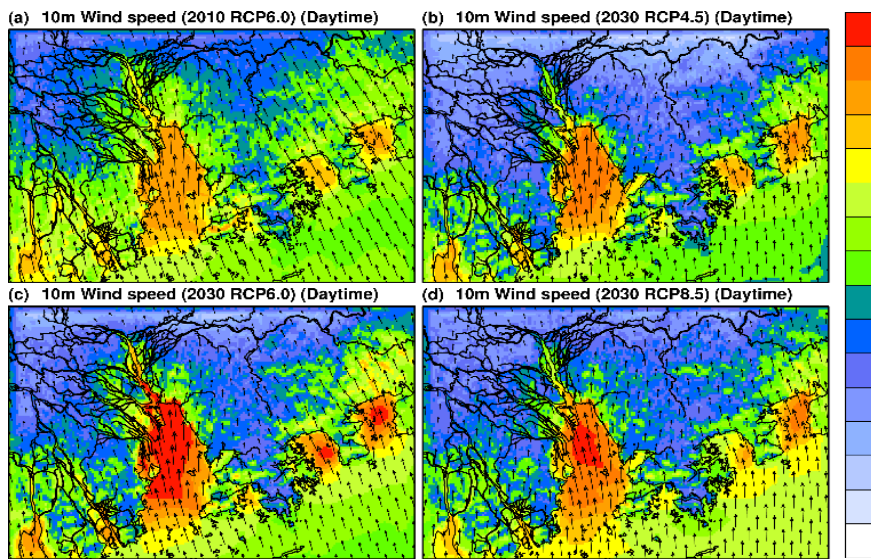 (a) 10m Wind speed (2010 RCP6.0) (Daytime)
(b) 10m Wind speed (2030 RCP4.5) (Daytime)
(c) 10m Wind speed (2030 RCP6.0) (Daytime)
(d) 10m Wind speed (2030 RCP8.5) (Daytime)